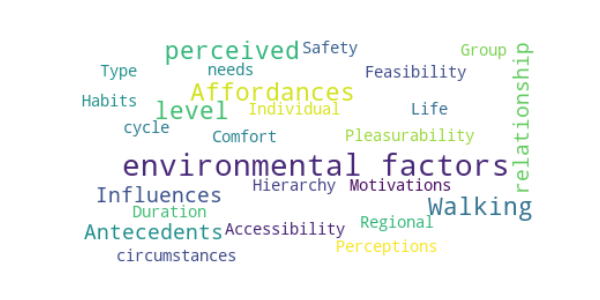 perceived Safety Group
Type needs Feasibility
Affordances
Habits level Individual Life
cycle Comfort Pleasurability
relationship
environmental factors
Hierarchy Motivations
Influences Walking
Duration Regional
Antecedents Accessibility
Perceptions
circumstances